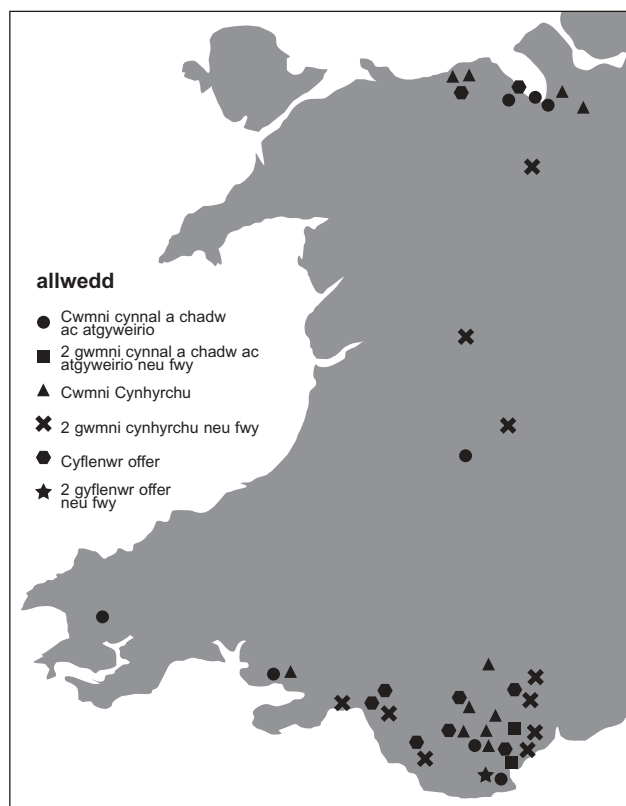 allwedd
Cwmni cynnal a chadw
ac atgyweirio
2 gwmni cynnal a chadw ac
atgyweirio neu fwy
Cwmni Cynhyrchu
2 gwmni cynhyrchu neu fwy
Cyflenwr offer
2 gyflenwr offer
neu fwy